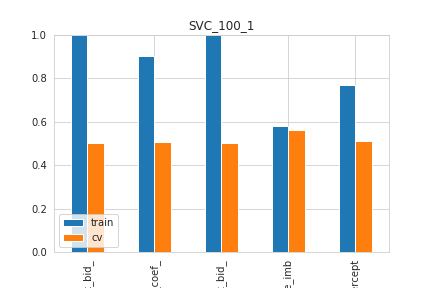 SVC_100_1
1.0
0.8
0.6
0.4
0.2
0.0
train
cv
_bid_
_coef_
_bid_
e_imb
ercept